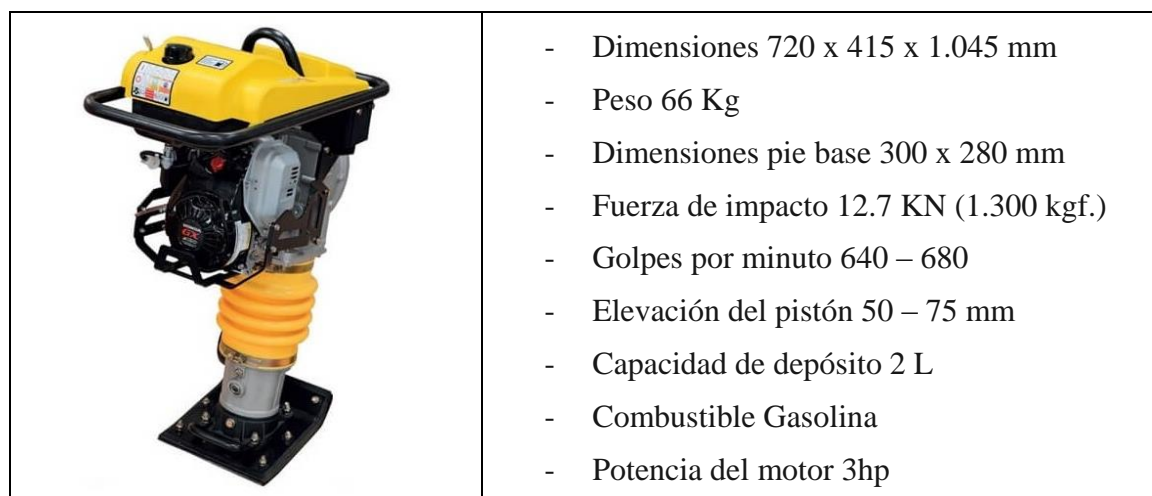 HONDA
GX
- Dimensiones 720 x 415 x 1.045 mm
- Peso 66 Kg
- Dimensiones pie base 300 x 280 mm
- Fuerza de impacto 12.7 KN (1.300 kgf.)
- Golpes por minuto 640 – 680
- Elevación del pistón 50 – 75 mm
- Capacidad de depósito 2 L
- Combustible Gasolina
- Potencia del motor 3hp